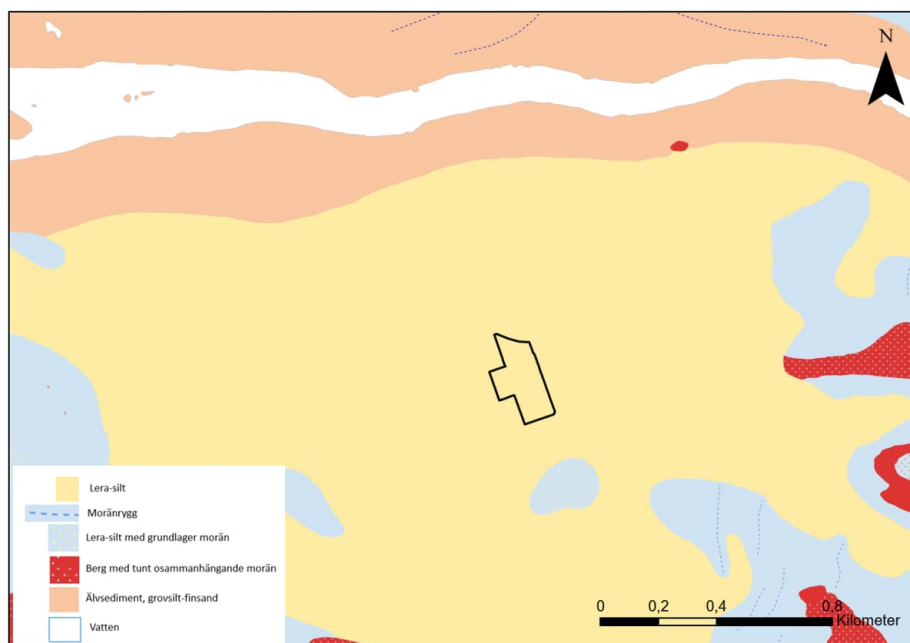 N
Lera-silt
Moränrygg
Lera-silt med grundlager morän
Berg med tunt osammanhängande morän
Älvsediment, grovsilt-finsand
Vatten
0 0,2 0,4 0,8
Kilometer